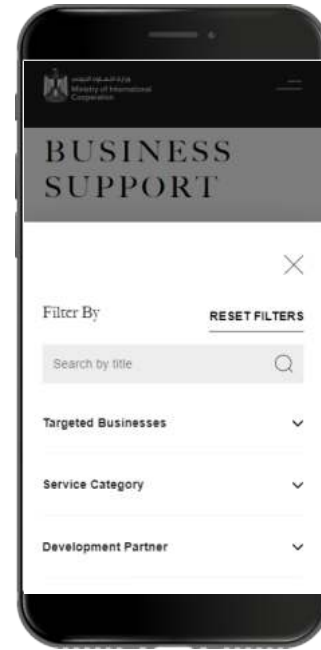 Ministry of International
Cooperation
BUSINESS
SUPPORT
Filter By
RESET FILTERS
Search by title
Targeted Businesses
Service Category
Development Partner